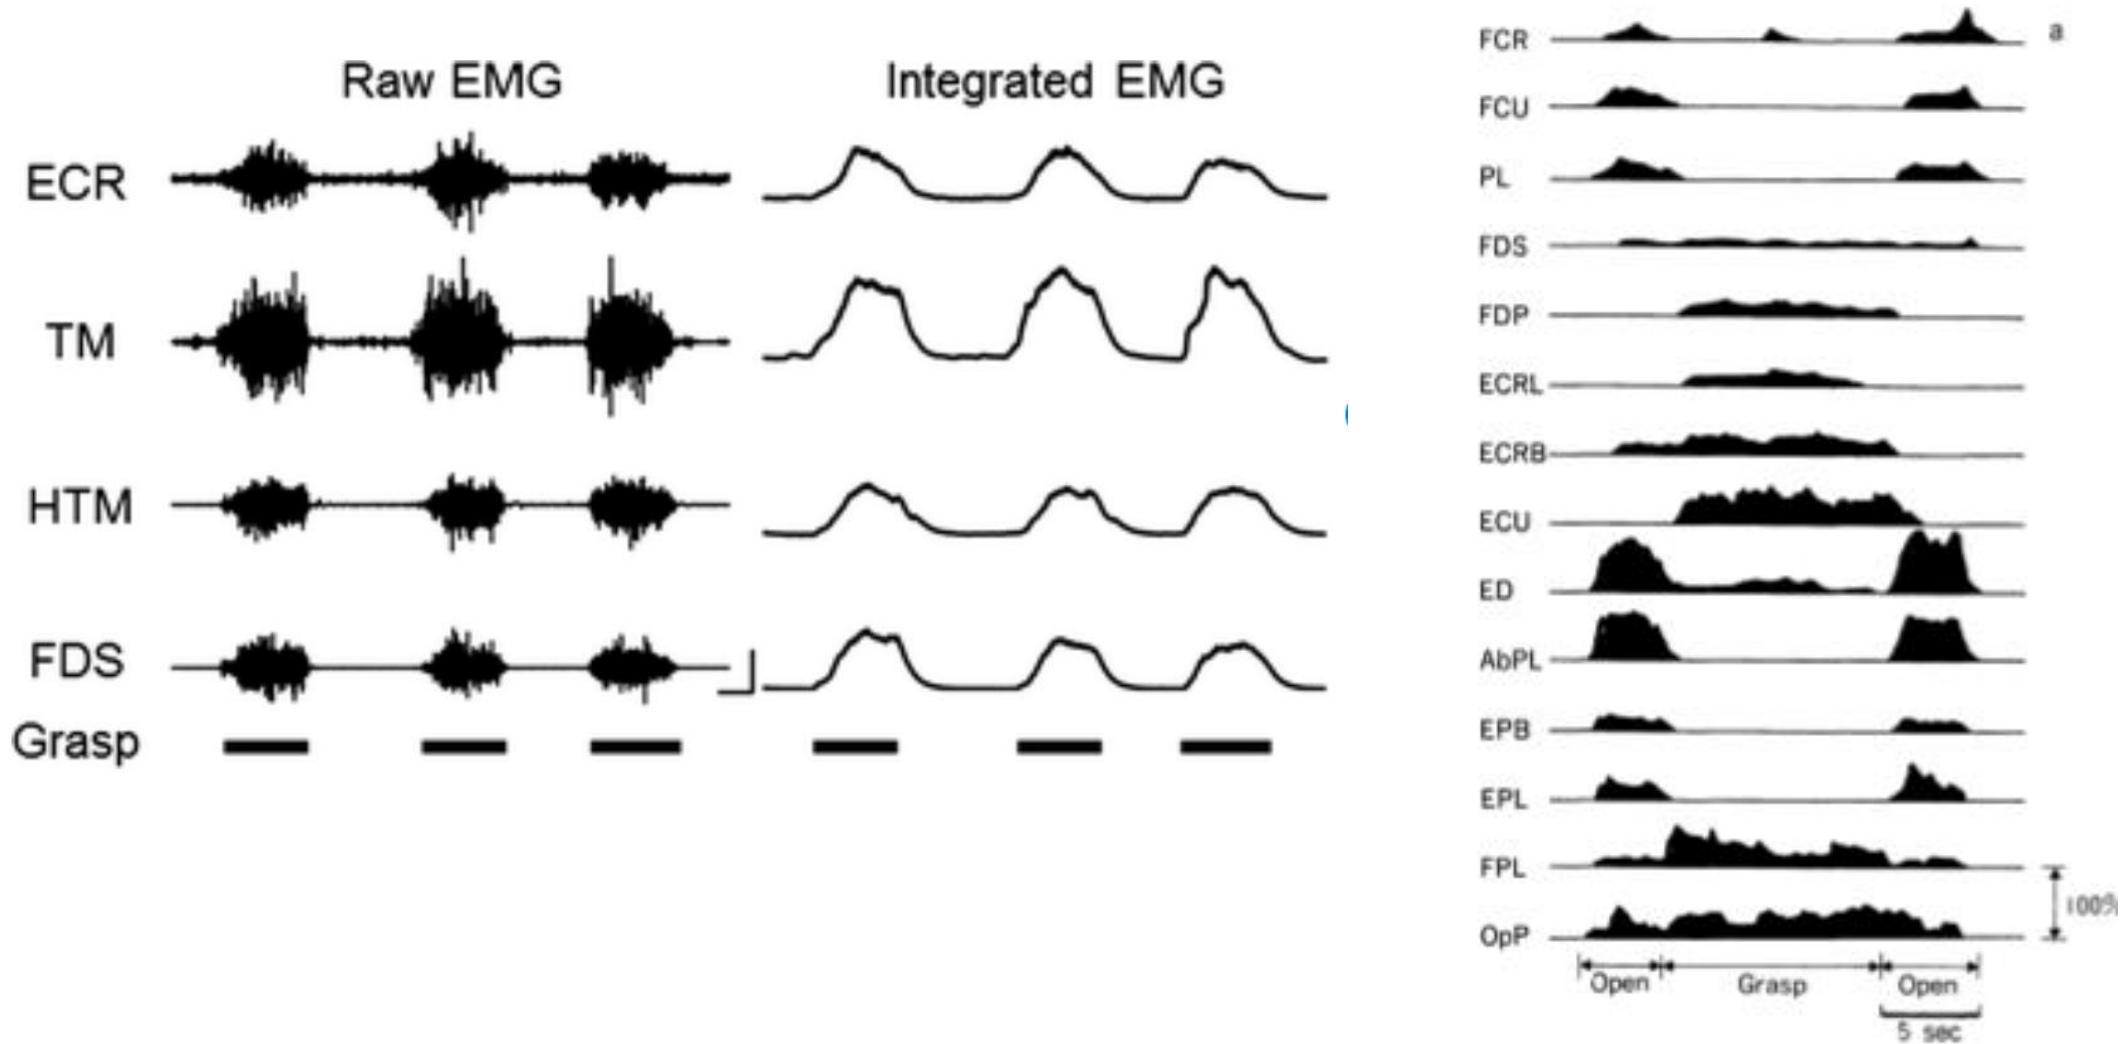 Raw EMG
Integrated EMG
ECR
TM
HTM
FDS
Grasp
a
FCR
FCU
PL
FDS
FDP
ECRL
ECRB
ECU
ED
AbPL
EPB
EPL
FPL
OpP
100%
Open
Grasp
Open
5 sec